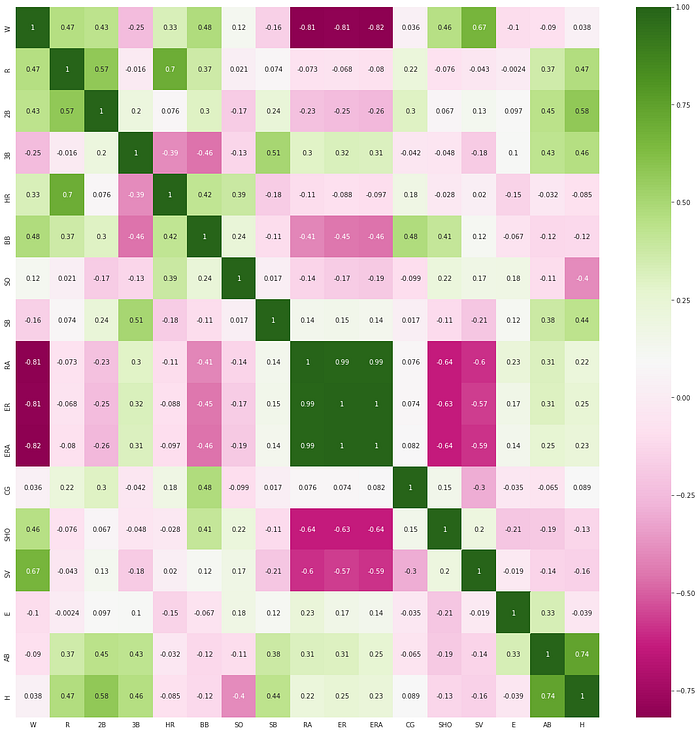 W 1 0.47 0.43 -0.25 0.33 0.48 0.12 -0.16 -0.81 -0.81 -0.82 0.036 0.46 0.67 -0.1 -0.09 0.038
R 0.47 1 0.57 -0.016 0.7 0.37 0.021 0.074 -0.073 -0.068 -0.08 0.22 -0.076 -0.043 -0.0024 0.37 0.47
2B 0.43 0.57 1 0.2 0.076 0.3 -0.17 0.24 -0.23 -0.25 -0.26 0.3 0.067 0.13 0.097 0.45 0.58
3B -0.25 -0.016 0.2 1 -0.39 -0.46 -0.13 0.51 0.3 0.32 0.31 -0.042 -0.048 -0.18 0.1 0.43 0.46
HR 0.33 0.7 0.076 -0.39 1 0.42 0.39 -0.18 -0.11 -0.088 -0.097 0.18 -0.028 0.02 -0.15 -0.032 -0.085
BB 0.48 0.37 0.3 -0.46 0.42 1 0.24 -0.11 -0.41 -0.45 -0.46 0.48 0.41 0.12 -0.067 -0.12 -0.12
SO 0.12 0.021 -0.17 -0.13 0.39 0.24 1 0.017 -0.14 -0.17 -0.19 -0.099 0.22 0.17 0.18 -0.11 -0.4
SB -0.16 0.074 0.24 0.51 -0.18 -0.11 0.017 1 0.14 0.15 0.14 0.017 -0.11 -0.21 0.12 0.38 0.44
RA -0.81 -0.073 -0.23 0.3 -0.11 -0.41 -0.14 0.14 1 0.99 0.99 0.076 -0.64 -0.6 0.23 0.31 0.22
ER -0.81 -0.068 -0.25 0.32 -0.088 -0.45 -0.17 0.15 0.99 1 1 0.074 -0.63 -0.57 0.17 0.31 0.25
ERA -0.82 -0.08 -0.26 0.31 -0.097 -0.46 -0.19 0.14 0.99 1 1 0.082 -0.64 -0.59 0.14 0.25 0.23
CG 0.036 0.22 0.3 -0.042 0.18 0.48 -0.099 0.017 0.076 0.074 0.082 1 0.15 -0.3 -0.035 -0.065 0.089
SHO 0.46 -0.076 0.067 -0.048 -0.028 0.41 0.22 -0.11 -0.64 -0.63 -0.64 0.15 1 0.2 -0.21 -0.19 -0.13
SV 0.67 -0.043 0.13 -0.18 0.02 0.12 0.17 -0.21 -0.6 -0.57 -0.59 -0.3 0.2 1 -0.019 -0.14 -0.16
E -0.1 -0.0024 0.097 0.1 -0.15 -0.067 0.18 0.12 0.23 0.17 0.14 -0.035 -0.21 -0.019 1 0.33 -0.039
AB -0.09 0.37 0.45 0.43 -0.032 -0.12 -0.11 0.38 0.31 0.31 0.25 -0.065 -0.19 -0.14 0.33 1 0.74
H 0.038 0.47 0.58 0.46 -0.085 -0.12 -0.4 0.44 0.22 0.25 0.23 0.089 -0.13 -0.16 -0.039 0.74 1
W R 2B 3B HR BB SO SB RA ER ERA CG SHO SV E AB H
1.00
0.75
0.50
0.25
0.00
-0.25
-0.50
-0.75